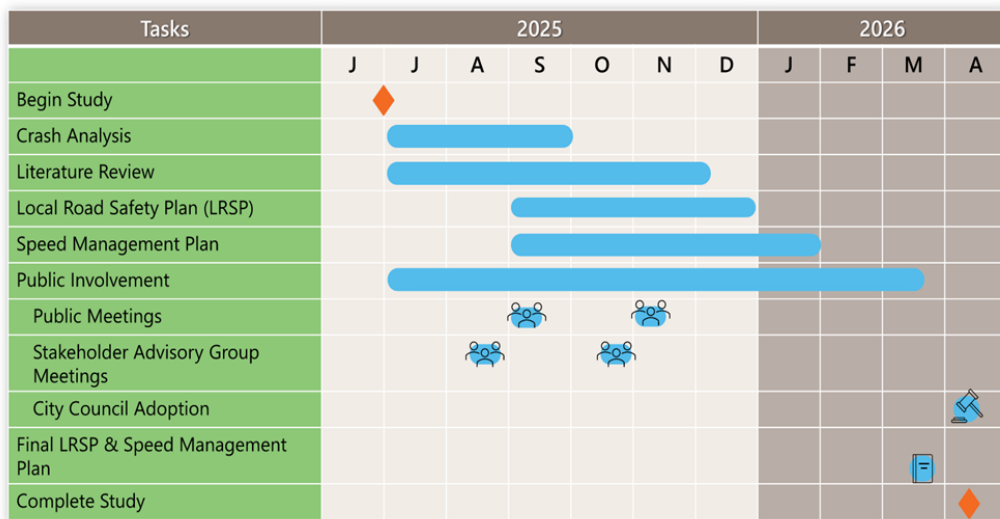 Tasks 2025 2026
J J A S O N D J F M A
Begin Study
Crash Analysis
Literature Review
Local Road Safety Plan (LRSP)
Speed Management Plan
Public Involvement
Public Meetings
Stakeholder Advisory Group
Meetings
City Council Adoption
Final LRSP & Speed Management
Plan
Complete Study